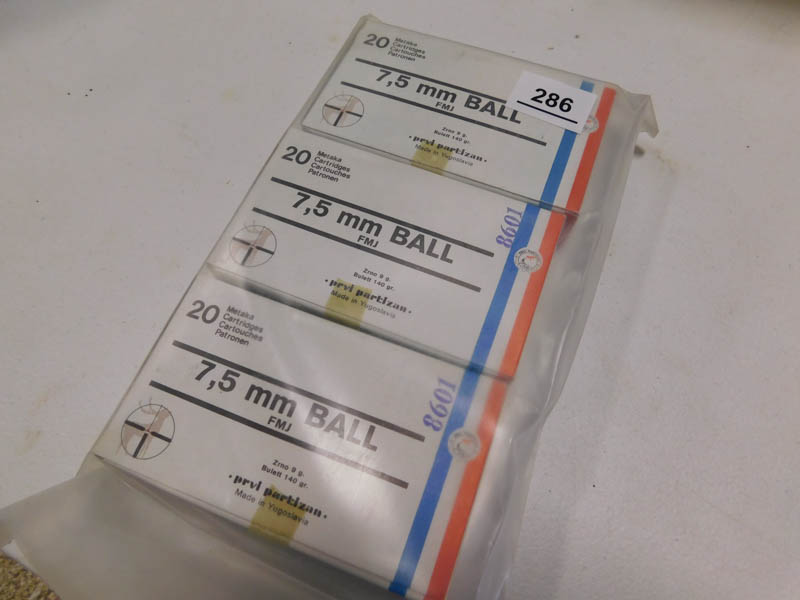 20
Metaka
Cartridges
Cartouches
Patronen
7,5 mm BALL
FMJ
286
Zrno 9 g.
Bulett 140 gr.
• prvi partizan •
Made in Yugoslavia
20
Metaka
Cartridges
Cartouches
Patronen
7,5 mm BALL
FMJ
8601
Zrno 9 g.
Bulett 140 gr.
• prvi partizan •
Made in Yugoslavia
20
Metaka
Cartridges
Cartouches
Patronen
7,5 mm BALL
FMJ
8601
Zrno 9 g.
Bulett 140 gr.
• prvi partizan •
Made in Yugoslavia